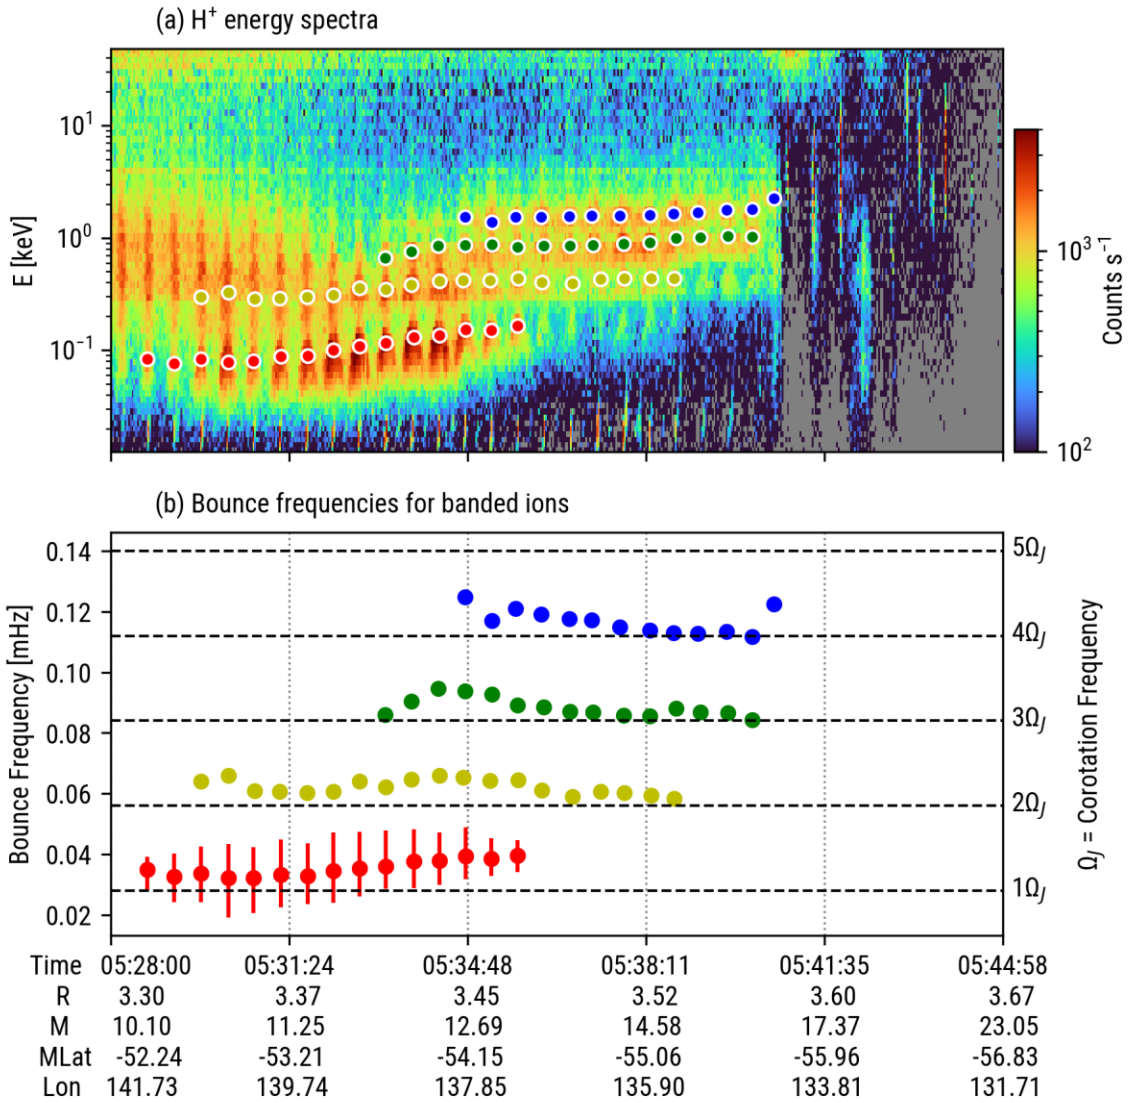 (a) H⁺ energy spectra
E [keV]
10¹
10⁰
10⁻¹
10³
10²
Counts s⁻¹
(b) Bounce frequencies for banded ions
Bounce Frequency [mHz]
0.14
0.12
0.10
0.08
0.06
0.04
0.02
5Ω_J
4Ω_J
3Ω_J
2Ω_J
1Ω_J
Ω_J = Corotation Frequency
Time 05:28:00 05:31:24 05:34:48 05:38:11 05:41:35 05:44:58
R 3.30 3.37 3.45 3.52 3.60 3.67
M 10.10 11.25 12.69 14.58 17.37 23.05
MLat -52.24 -53.21 -54.15 -55.06 -55.96 -56.83
Lon 141.73 139.74 137.85 135.90 133.81 131.71